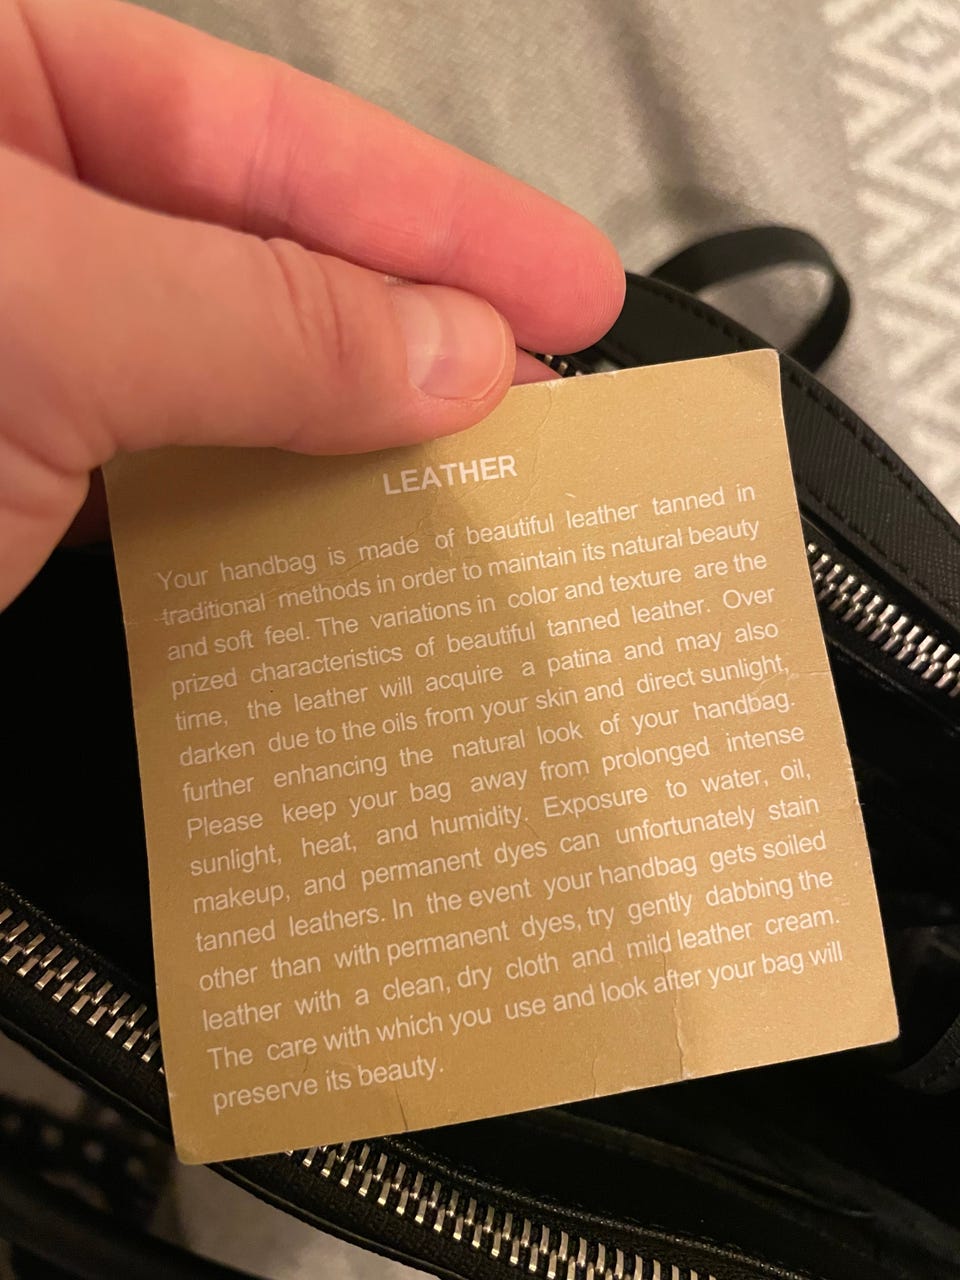 LEATHER
Your handbag is made of beautiful leather tanned in
traditional methods in order to maintain its natural beauty
and soft feel. The variations in color and texture are the
prized characteristics of beautiful tanned leather. Over
time, the leather will acquire a patina and may also
darken due to the oils from your skin and direct sunlight,
further enhancing the natural look of your handbag.
Please keep your bag away from prolonged intense
sunlight, heat, and humidity. Exposure to water, oil,
makeup, and permanent dyes can unfortunately stain
tanned leathers. In the event your handbag gets soiled
other than with permanent dyes, try gently dabbing the
leather with a clean, dry cloth and mild leather cream.
The care with which you use and look after your bag will
preserve its beauty.